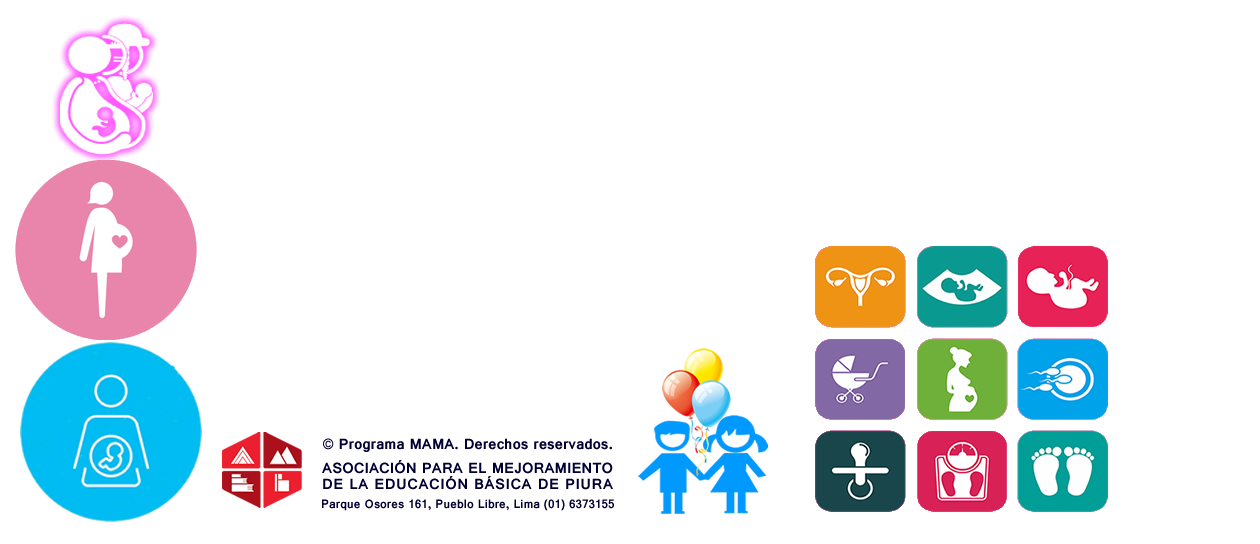 © Programa MAMA. Derechos reservados.
ASOCIACIÓN PARA EL MEJORAMIENTO
DE LA EDUCACIÓN BÁSICA DE PIURA
Parque Osores 161, Pueblo Libre, Lima (01) 6373155